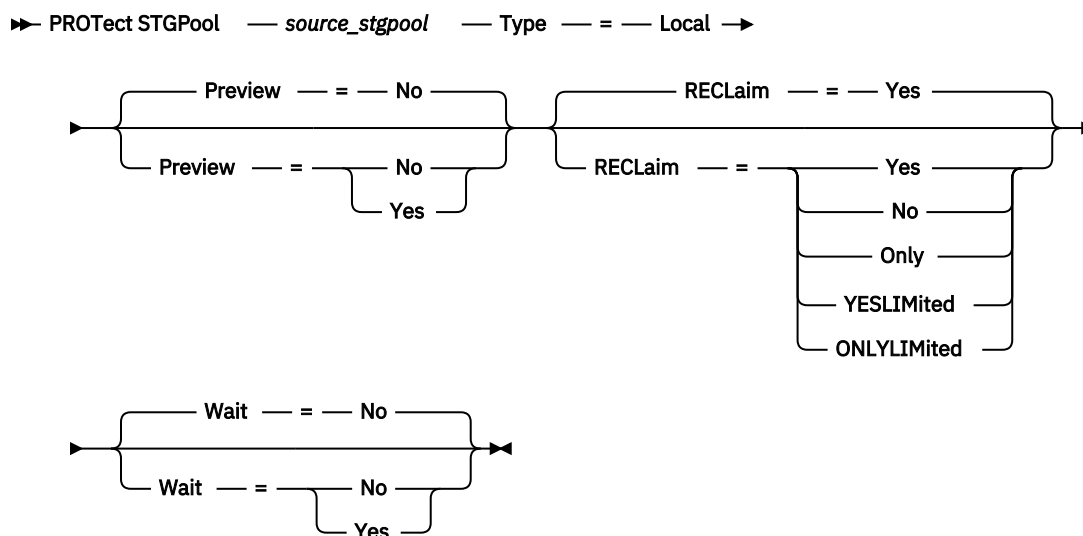 PROTect STGPool source_stgpool Type = Local
Preview = No RECLaim = Yes
Preview = No RECLaim = Yes
Yes No
Only
YESLIMited
ONLYLIMited
Wait = No
Wait = No
Yes